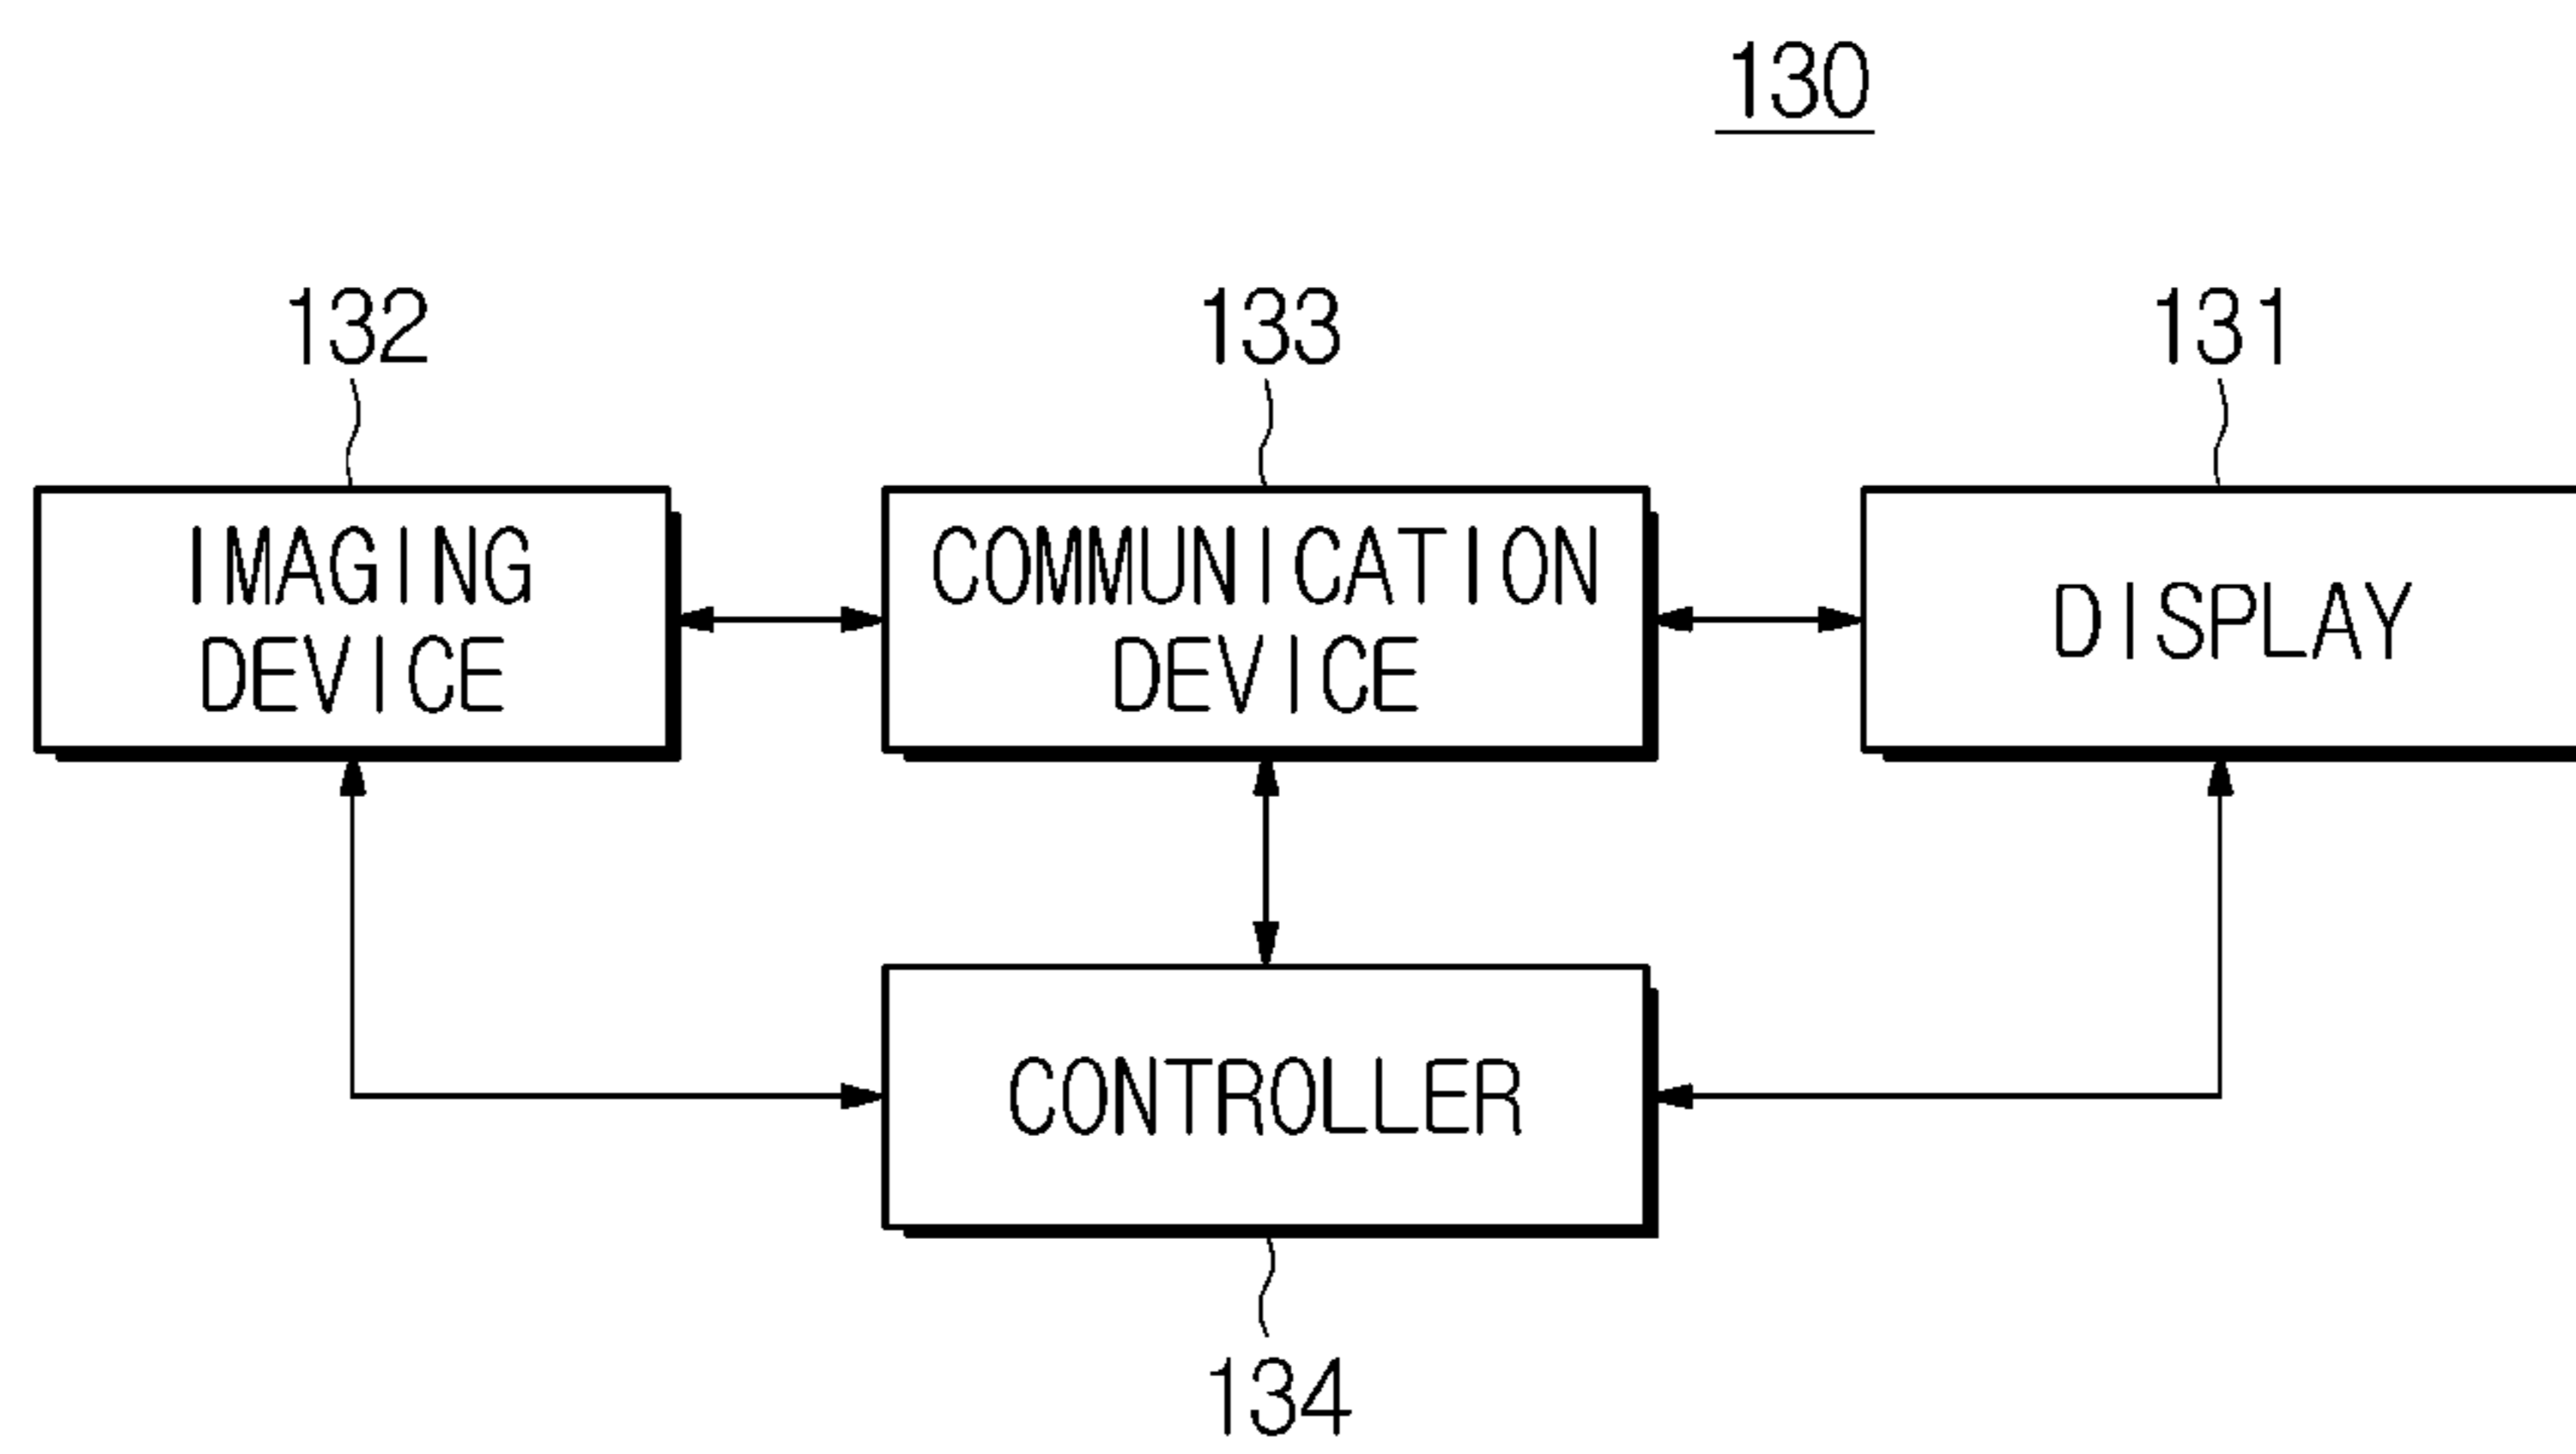 130
132
133
131
IMAGING
DEVICE
COMMUNICATION
DEVICE
DISPLAY
CONTROLLER
134